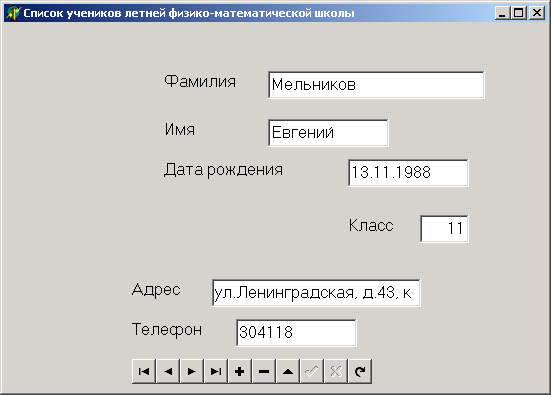 Список учеников летней физико-математической школы
Фамилия Мельников
Имя Евгений
Дата рождения 13.11.1988
Класс 11
Адрес ул.Ленинградская, д.43, к
Телефон 304118